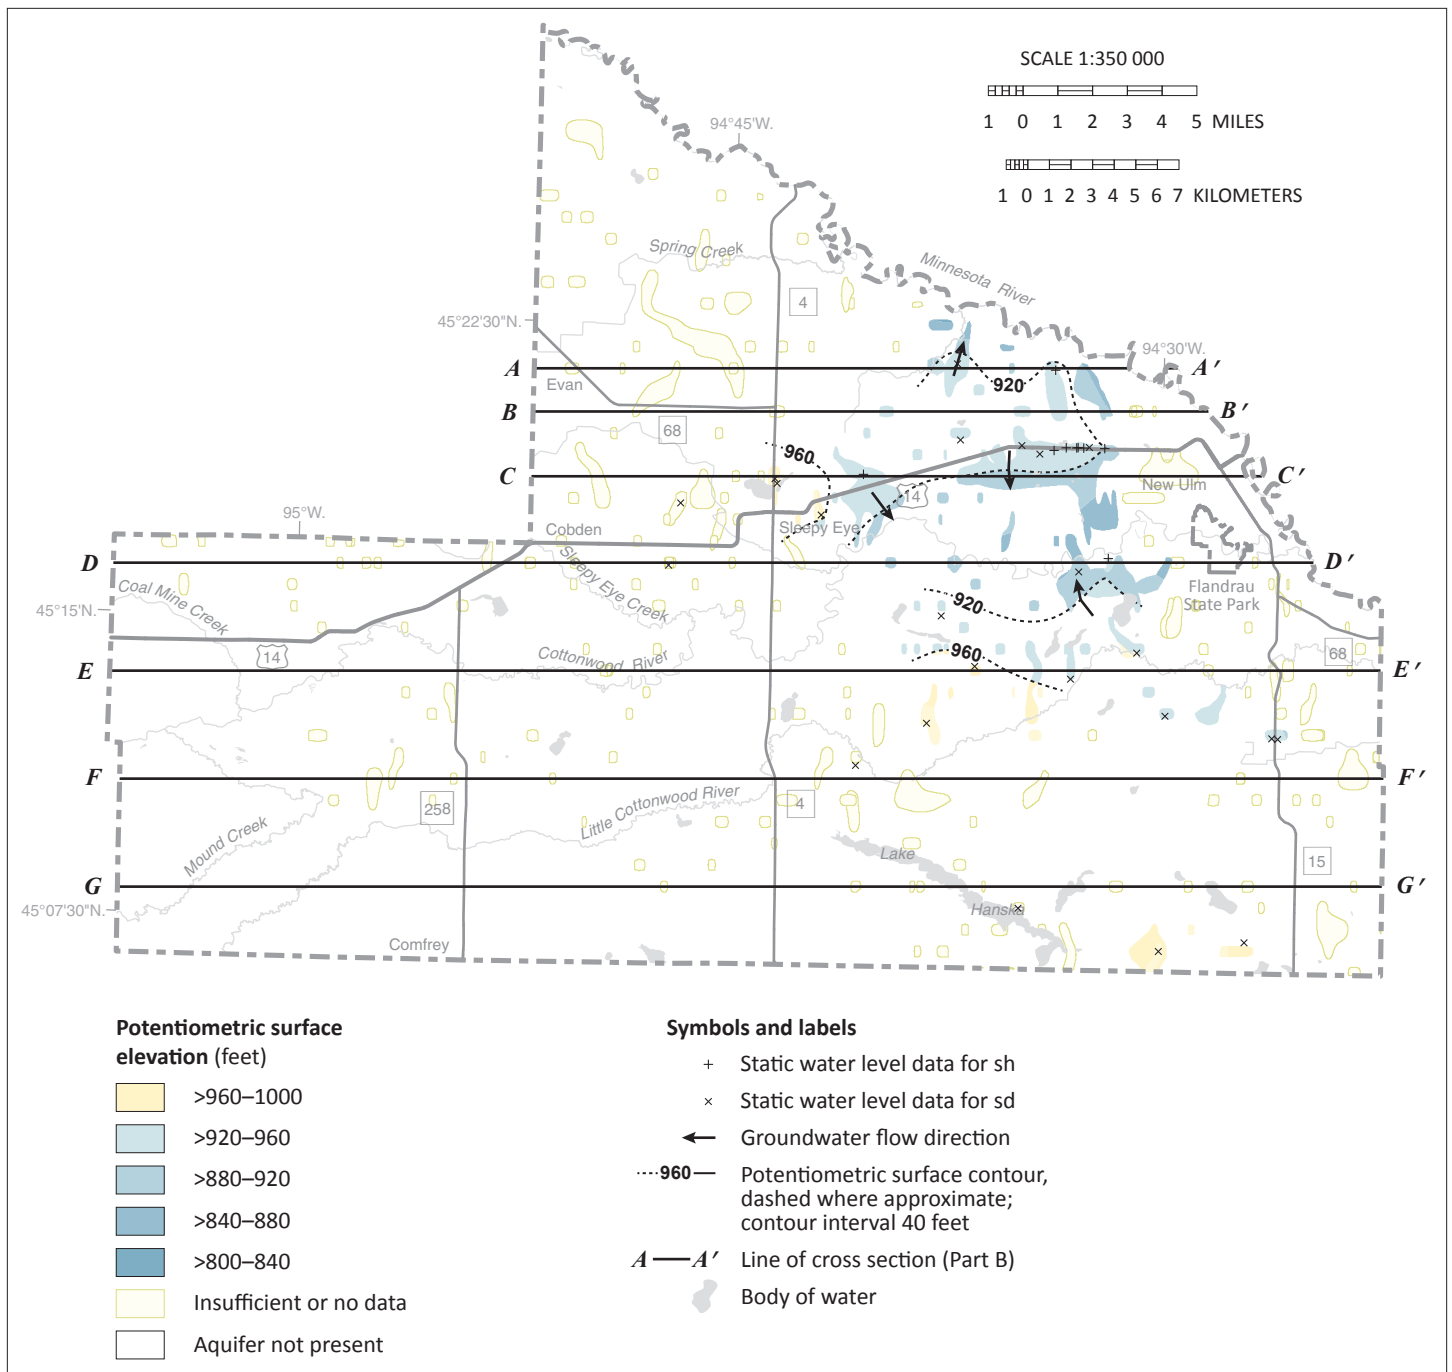 SCALE 1:350 000
1 0 1 2 3 4 5 MILES
1 0 1 2 3 4 5 6 7 KILOMETERS
94°45'W.
Spring Creek
Minnesota River
4
45°22'30"N.
94°30'W.
A A'
Evan
920
B B'
68
960
C C'
14
New Ulm
Sleepy Eye
Cobden
95°W.
D D'
Sleepy Eye Creek
Coal Mine Creek
Flandrau
State Park
45°15'N.
920
14
Cottonwood River
960
68
E E'
F F'
258
4
Little Cottonwood River
Mound Creek
Lake
15
G G'
45°07'30"N.
Hanska
Comfrey
Potentiometric surface
elevation (feet)
>960–1000
>920–960
>880–920
>840–880
>800–840
Insufficient or no data
Aquifer not present
Symbols and labels
+ Static water level data for sh
× Static water level data for sd
Groundwater flow direction
960 Potentiometric surface contour,
dashed where approximate;
contour interval 40 feet
A A' Line of cross section (Part B)
Body of water